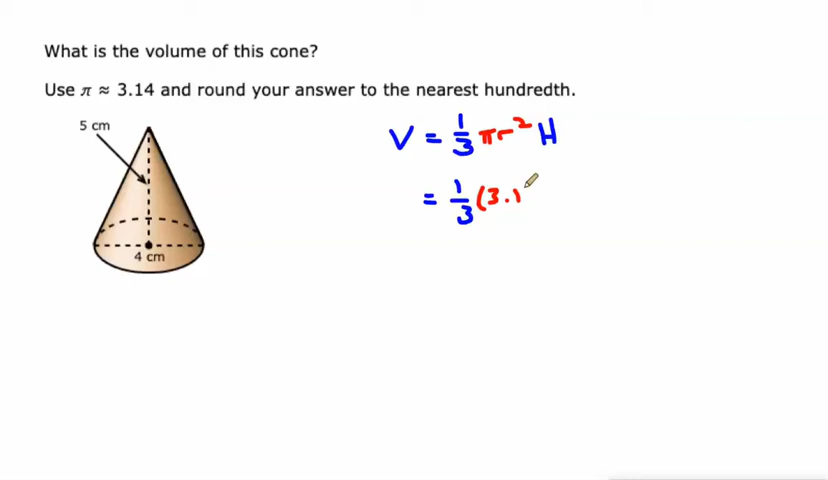 What is the volume of this cone?
Use π ≈ 3.14 and round your answer to the nearest hundredth.
5 cm
4 cm
V = 1/3 πr² H
= 1/3 (3.1